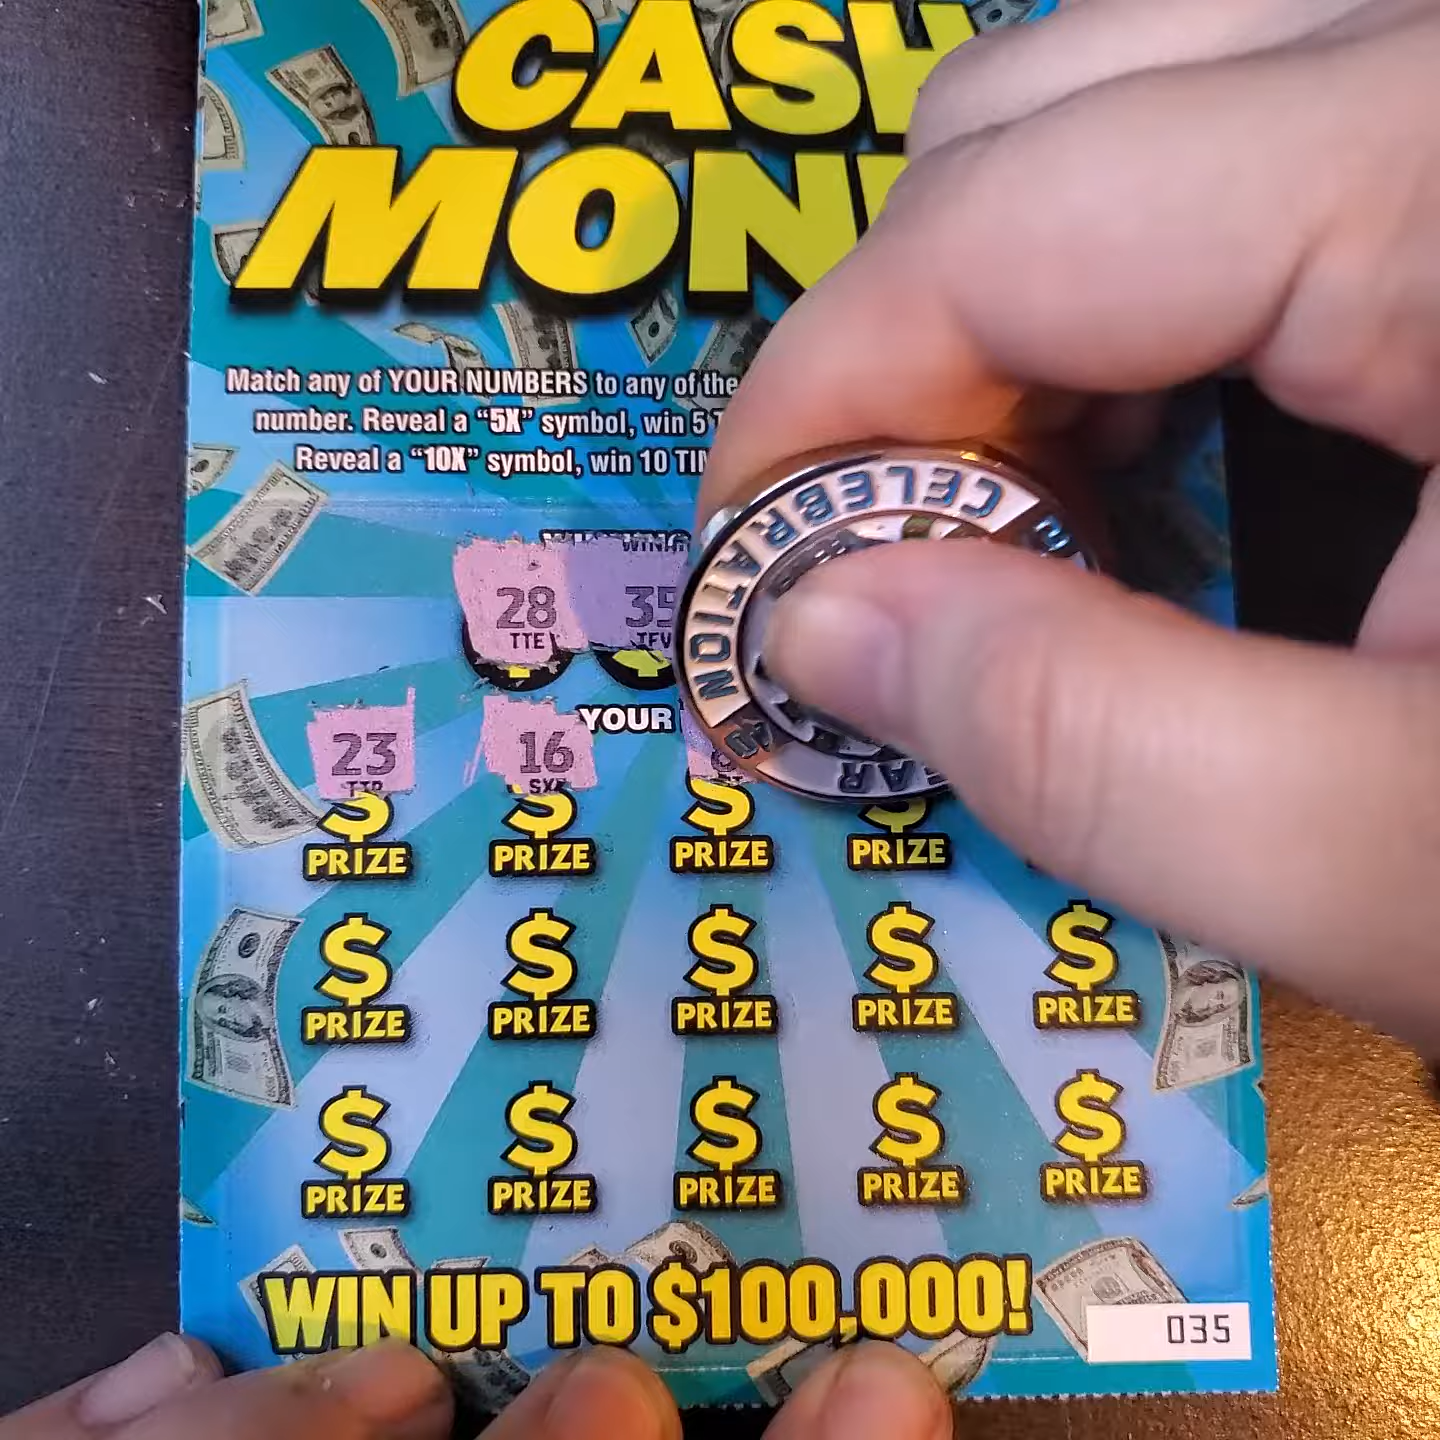 CASH
MON
Match any of YOUR NUMBERS to any of the
number. Reveal a “5X” symbol, win 5
Reveal a “10X” symbol, win 10
28 35
TTE
YOUR
23 16
TTR SXT
CELEBRATION
$ $ $ $
PRIZE PRIZE PRIZE PRIZE
$ $ $ $ $
PRIZE PRIZE PRIZE PRIZE PRIZE
$ $ $ $ $
PRIZE PRIZE PRIZE PRIZE PRIZE
WIN UP TO $100,000!
035